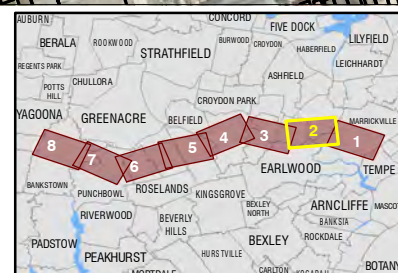 AUBURN
CONCORD
FIVE DOCK
LILYFIELD
BERALA
ROOKWOOD
BURWOOD
CROYDON
HABERFIELD
STRATHFIELD
REGENTS PARK
LEICHHARDT
ASHFIELD
CHULLORA
POTTS
HILL
CROYDON PARK
YAGOONA
GREENACRE
BELFIELD
MARRICKVILLE
8
7
6
5
4
3
2
1
EARLWOOD
TEMPE
BANKSTOWN
PUNCHBOWL
ROSELANDS
KINGSGROVE
RIVERWOOD
BEVERLY
HILLS
BEXLEY
NORTH
ARNCLIFFE
MASCOT
BANKSIA
ROCKDALE
PADSTOW
PEAKHURST
HURSTVILLE
BEXLEY
CARLTON
BOTANY